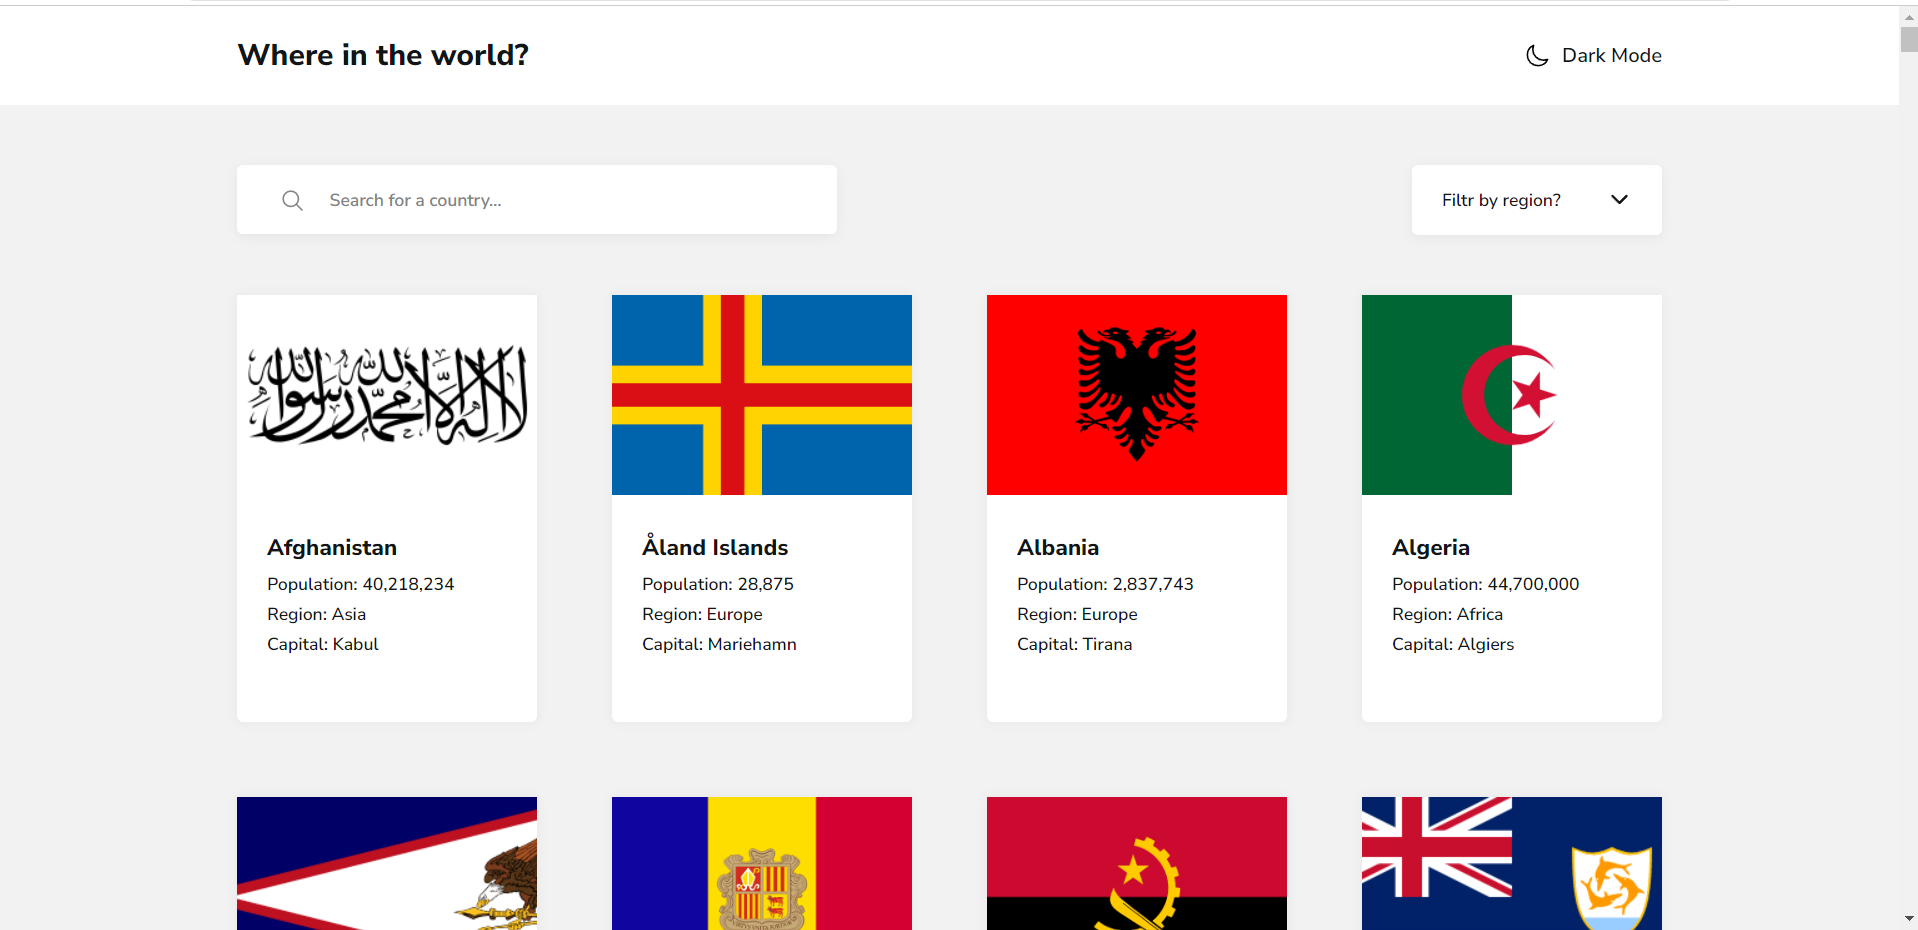 Where in the world?
Dark Mode
Search for a country...
Filtr by region?
لا إله إلا الله محمد رسول الله
Afghanistan
Population: 40,218,234
Region: Asia
Capital: Kabul
Åland Islands
Population: 28,875
Region: Europe
Capital: Mariehamn
Albania
Population: 2,837,743
Region: Europe
Capital: Tirana
Algeria
Population: 44,700,000
Region: Africa
Capital: Algiers